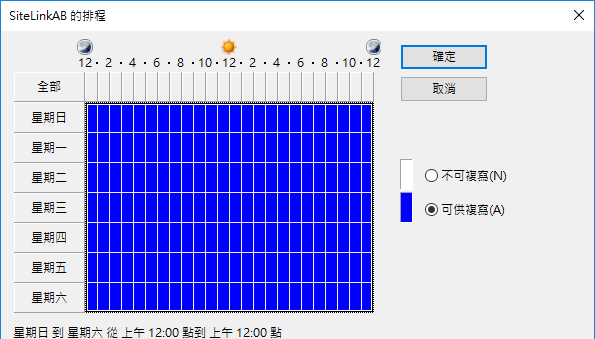 SiteLinkAB 的排程
12 · 2 · 4 · 6 · 8 · 10 · 12 · 2 · 4 · 6 · 8 · 10 · 12
確定
全部
取消
星期日
星期一
星期二
不可複寫(N)
星期三
可供複寫(A)
星期四
星期五
星期六
星期日 到 星期六 從 上午 12:00 點到 上午 12:00 點